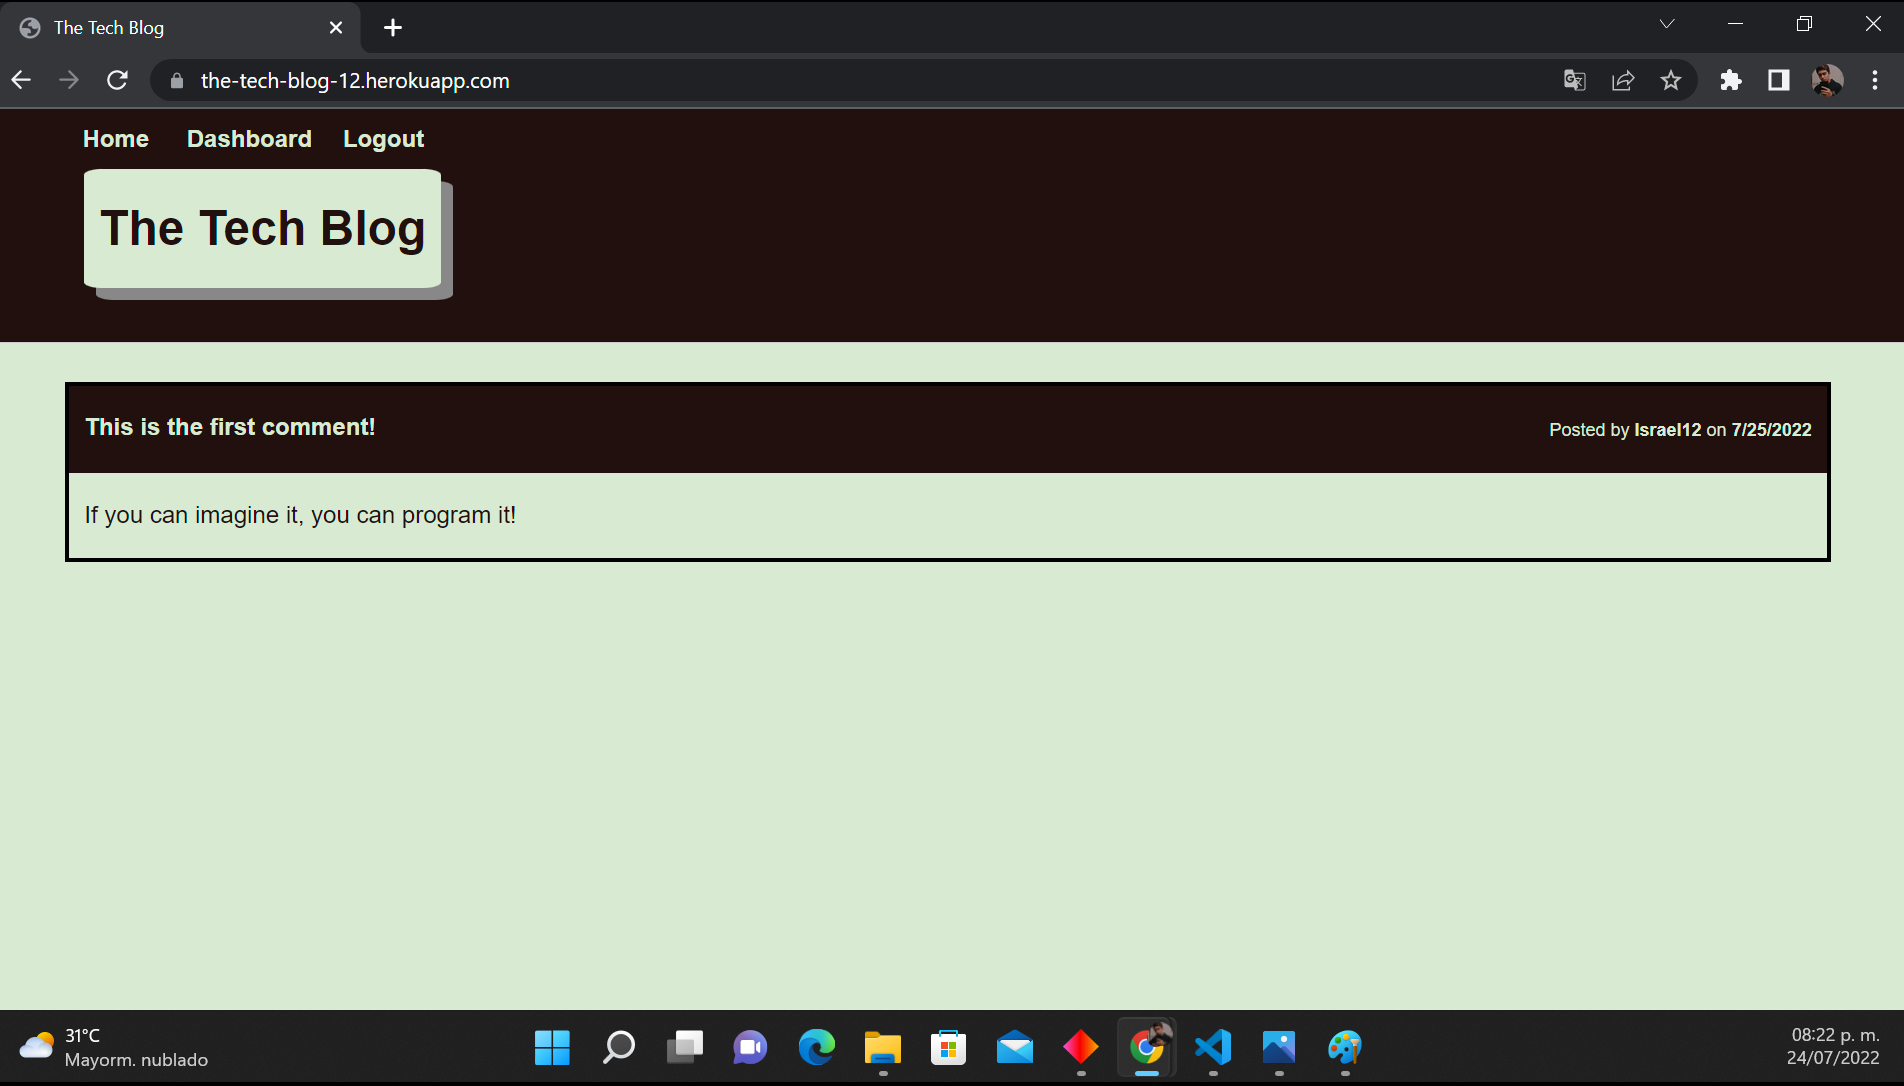 The Tech Blog
the-tech-blog-12.herokuapp.com
Home Dashboard Logout
The Tech Blog
This is the first comment!
Posted by Israel12 on 7/25/2022
If you can imagine it, you can program it!
31°C
Mayorm. nublado
08:22 p. m.
24/07/2022